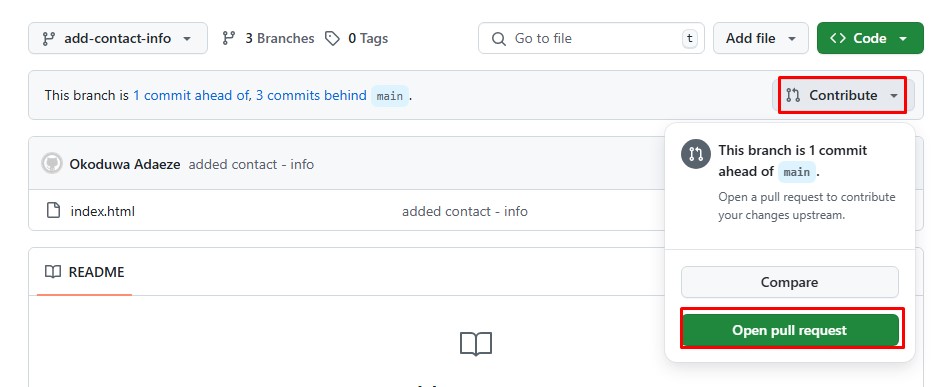 add-contact-info
3 Branches
0 Tags
Go to file
t
Add file
Code
This branch is 1 commit ahead of, 3 commits behind main.
Contribute
This branch is 1 commit
ahead of main.
Open a pull request to contribute
your changes upstream.
Compare
Open pull request
Okoduwa Adaeze added contact - info
index.html added contact - info
README